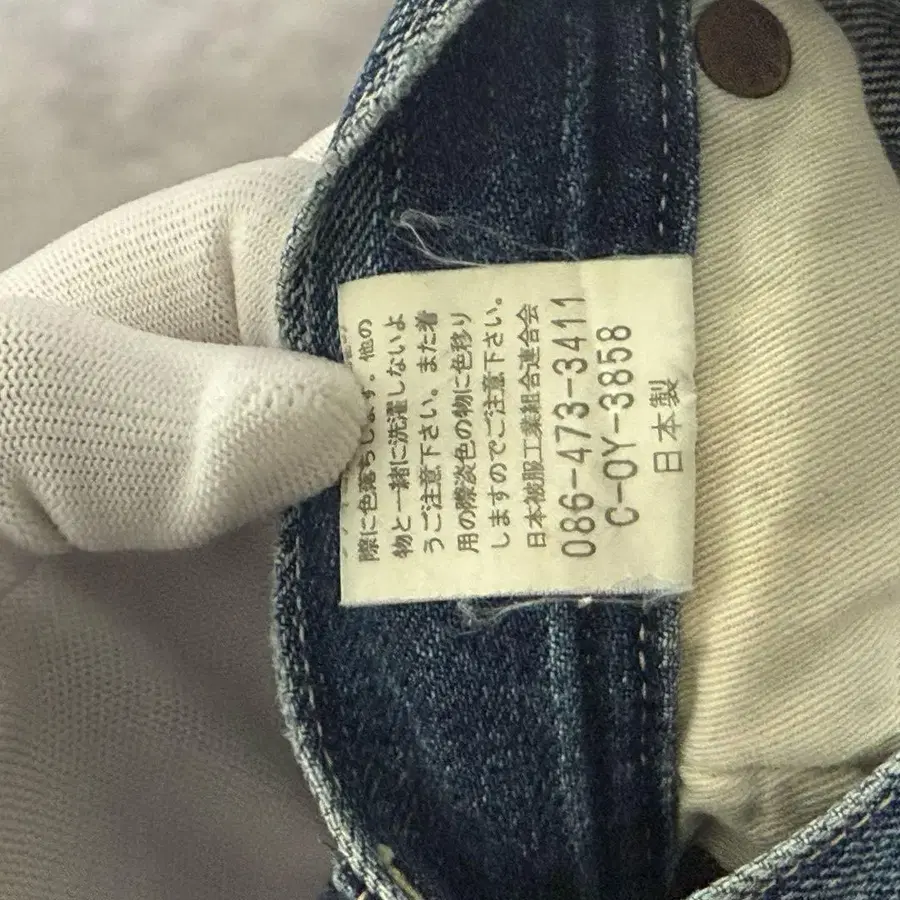 際に色落ちします。他の
物と一緒に洗濯しないよ
うご注意下さい。また着
用の際淡色の物に色移り
しますのでご注意下さい。
日本被服工業組合連合会
086-473-3411
C-OY-3858
日本製